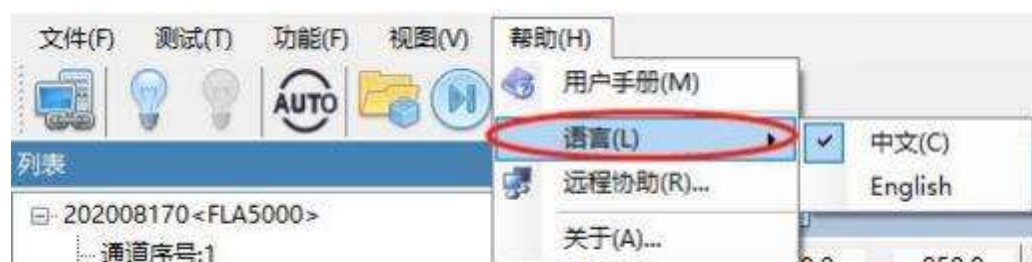 文件(F) 测试(T) 功能(F) 视图(V) 帮助(H)
AUTO
用户手册(M)
语言(L)
中文(C)
English
远程协助(R)...
关于(A)...
列表
202008170<FLA5000>
通道序号:1